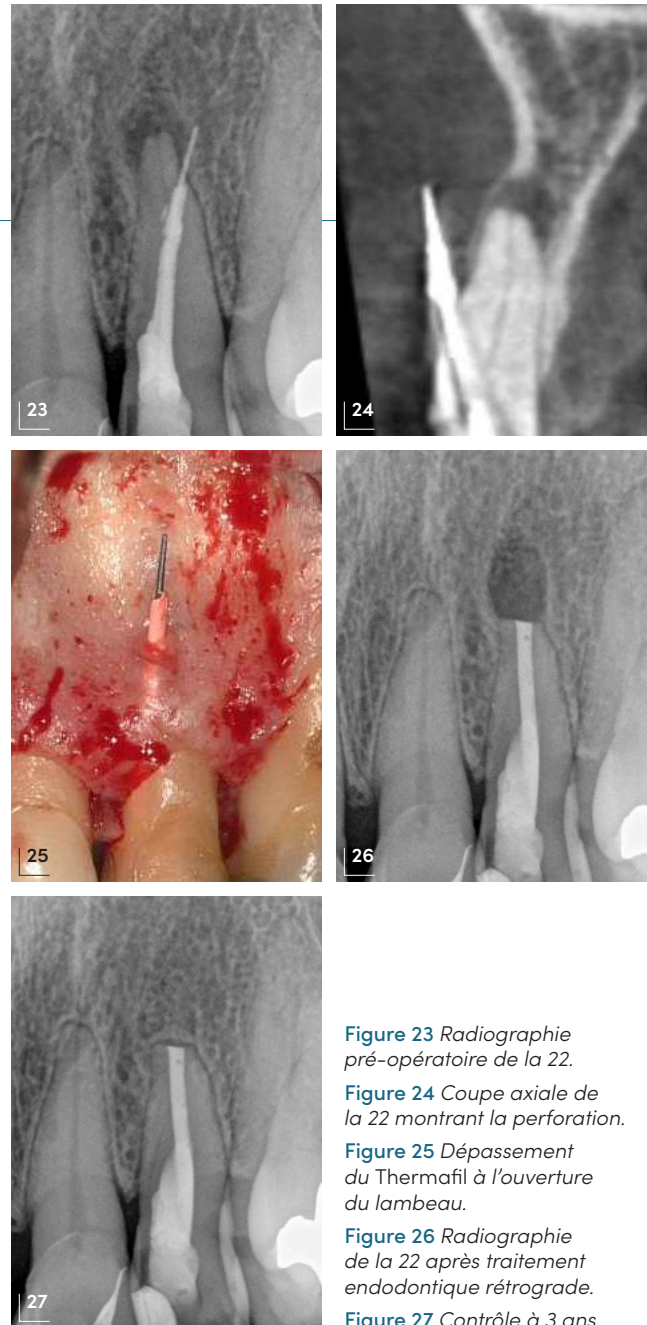 23
24
25
26
27
Figure 23 Radiographie
pré-opératoire de la 22.
Figure 24 Coupe axiale de
la 22 montrant la perforation.
Figure 25 Dépassement
du Thermafil à l’ouverture
du lambeau.
Figure 26 Radiographie
de la 22 après traitement
endodontique rétrograde.
Figure 27 Contrôle à 3 ans